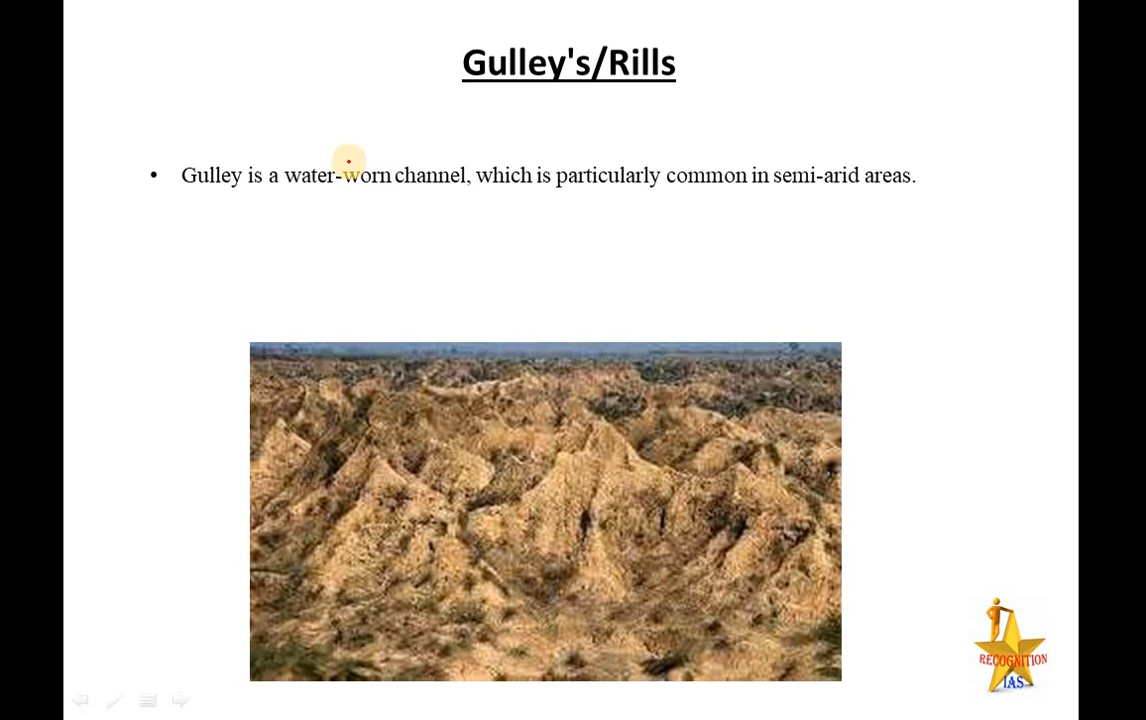 Gulley's/Rills
• Gulley is a water-worn channel, which is particularly common in semi-arid areas.
RECOGNITION
IAS